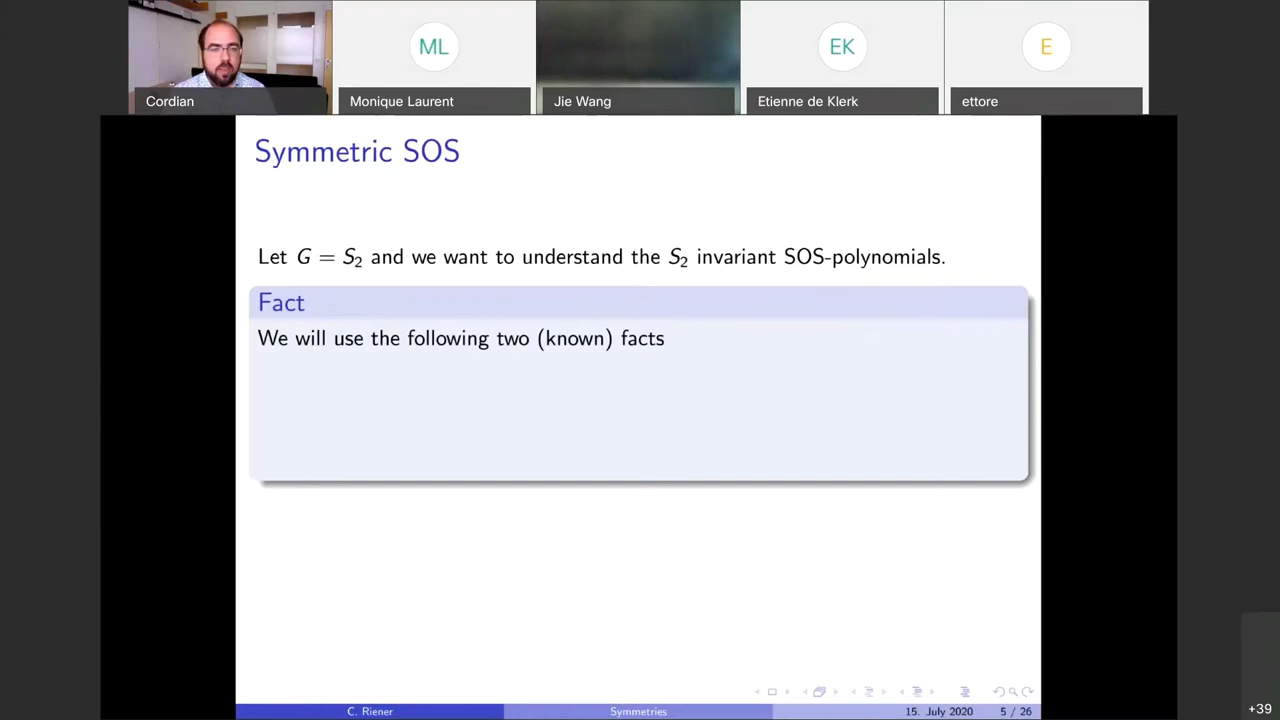 ML
EK
E
Cordian
Monique Laurent
Jie Wang
Etienne de Klerk
ettore
Symmetric SOS
Let G = S₂ and we want to understand the S₂ invariant SOS-polynomials.
Fact
We will use the following two (known) facts
C. Riener
Symmetries
15. July 2020
5 / 26
+39